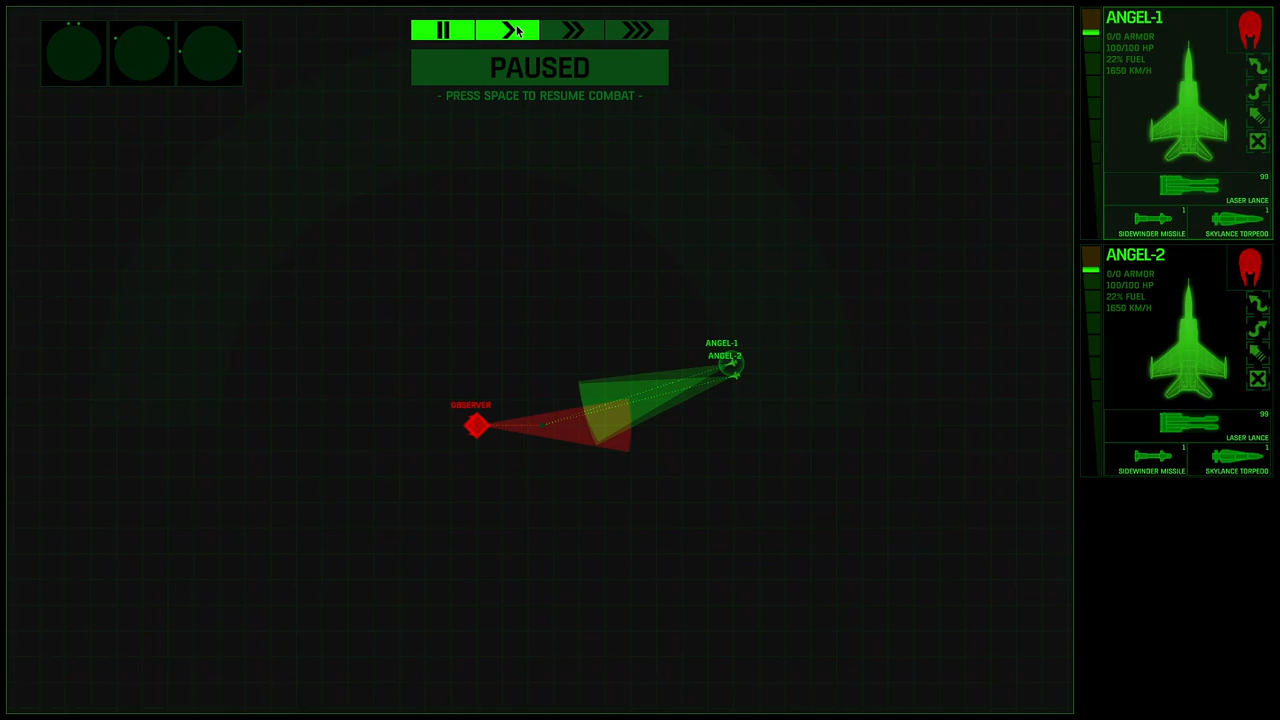 PAUSED
- PRESS SPACE TO RESUME COMBAT -
ANGEL-1
ANGEL-2
OBSERVER
ANGEL-1
0/0 ARMOR
100/100 HP
22% FUEL
1650 KM/H
99
LASER LANCE
1
SIDEWINDER MISSILE
1
SKYLANCE TORPEDO
ANGEL-2
0/0 ARMOR
100/100 HP
22% FUEL
1650 KM/H
99
LASER LANCE
1
SIDEWINDER MISSILE
1
SKYLANCE TORPEDO